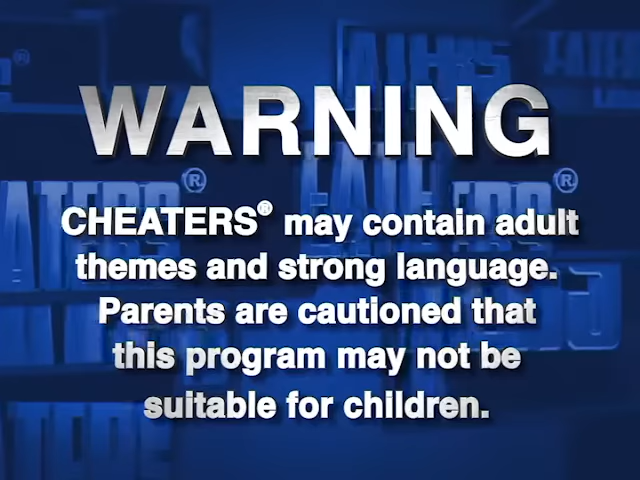 WARNING
CHEATERS® may contain adult
themes and strong language.
Parents are cautioned that
this program may not be
suitable for children.